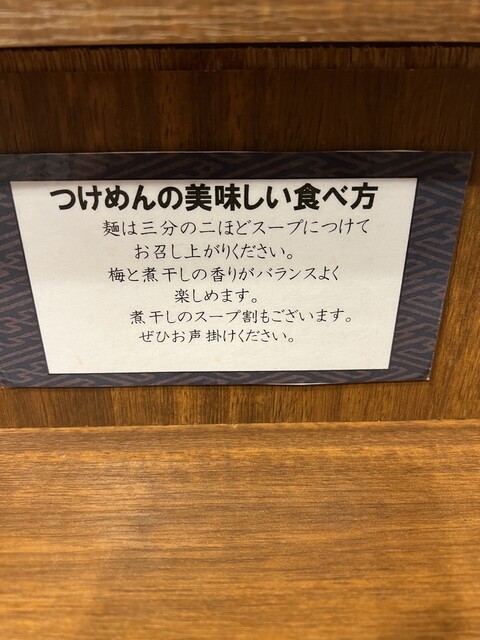 つけめんの美味しい食べ方
麺は三分の二ほどスープにつけて
お召し上がりください。
梅と煮干しの香りがバランスよく
楽しめます。
煮干しのスープ割もございます。
ぜひお声掛けください。